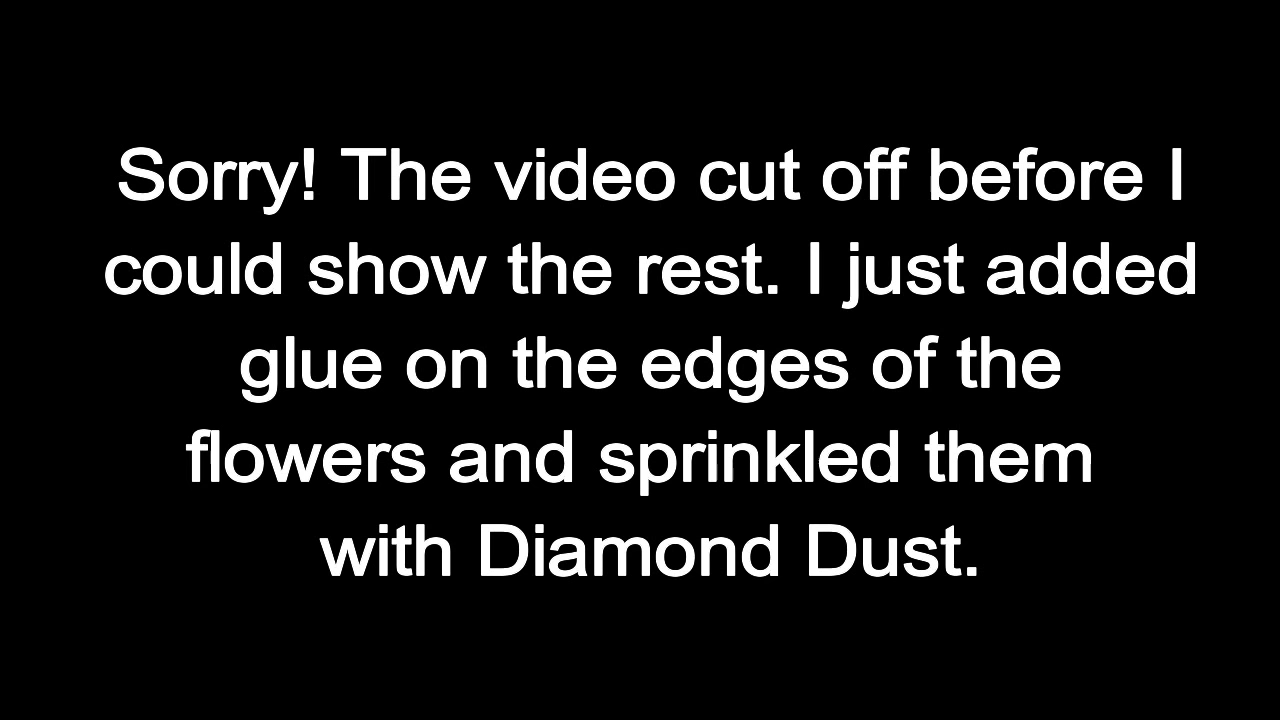 Sorry! The video cut off before I
could show the rest. I just added
glue on the edges of the
flowers and sprinkled them
with Diamond Dust.